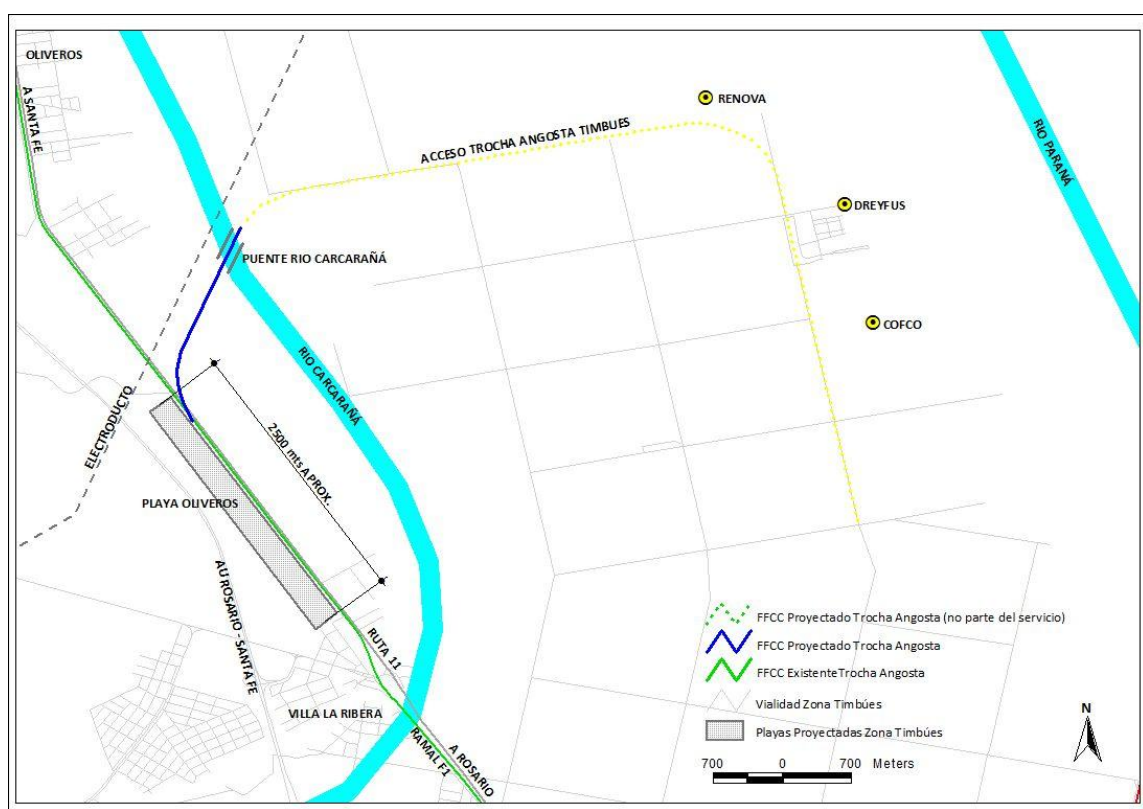 OLIVEROS
A SANTA FE
RENOVA
ACCESO TROCHA ANGOSTA TIMBUES
RIO PARANÁ
DREYFUS
PUENTE RIO CARCARAÑÁ
COFCO
RIO CARCARAÑÁ
ELECTRODUCTO
2500 mts APROX.
PLAYA OLIVEROS
AU ROSARIO - SANTA FE
RUTA 11
VILLA LA RIBERA
RAMAL F1
A ROSARIO
FFCC Proyectado Trocha Angosta (no parte del servicio)
FFCC Proyectado Trocha Angosta
FFCC Existente Trocha Angosta
Vialidad Zona Timbúes
Playas Proyectadas Zona Timbúes
N
700 0 700 Meters